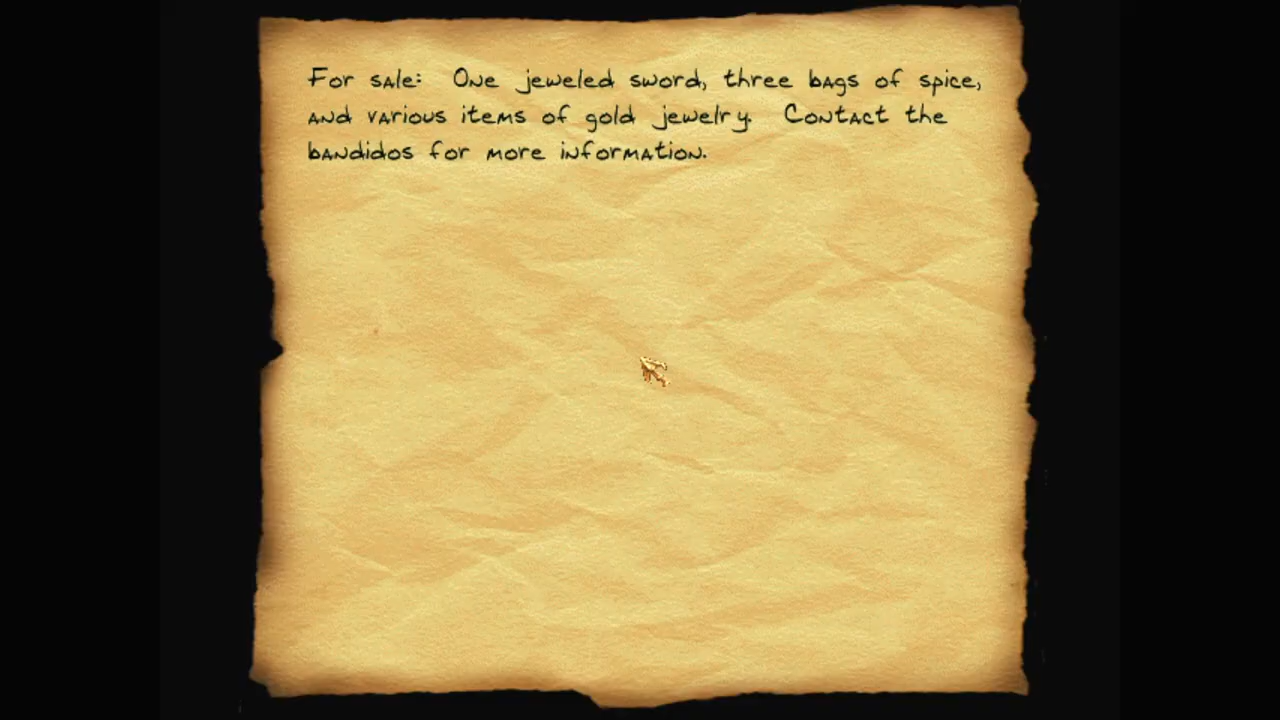 For sale: One jeweled sword, three bags of spice,
and various items of gold jewelry. Contact the
bandidos for more information.